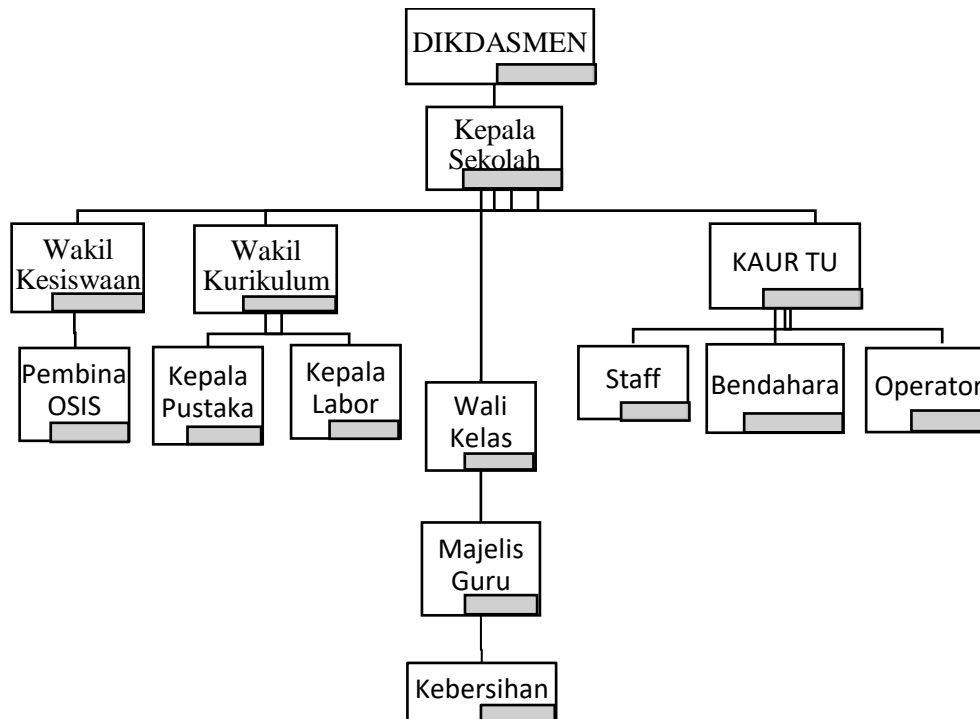 DIKDASMEN
Kepala
Sekolah
Wakil
Kesiswaan
Wakil
Kurikulum
KAUR TU
Pembina
OSIS
Kepala
Pustaka
Kepala
Labor
Wali
Kelas
Staff
Bendahara
Operator
Majelis
Guru
Kebersihan